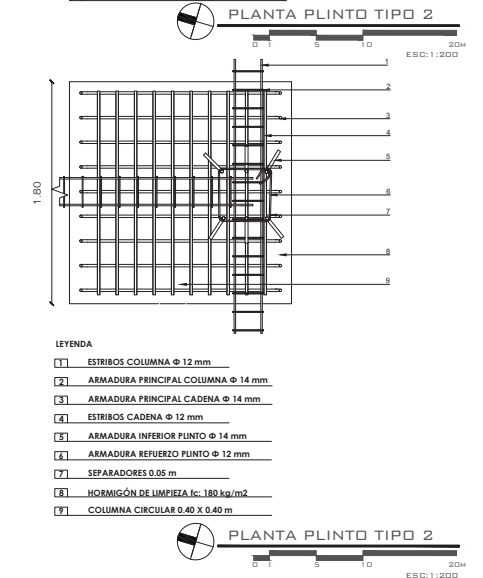 PLANTA PLINTO TIPO 2
0 1 5 10 20M
ESC:1:200
1
2
3
4
5
6
7
8
9
1.80
LEYENDA
1 ESTRIBOS COLUMNA Φ 12 mm
2 ARMADURA PRINCIPAL COLUMNA Φ 14 mm
3 ARMADURA PRINCIPAL CADENA Φ 14 mm
4 ESTRIBOS CADENA Φ 12 mm
5 ARMADURA INFERIOR PLINTO Φ 14 mm
6 ARMADURA REFUERZO PLINTO Φ 12 mm
7 SEPARADORES 0.05 m
8 HORMIGÓN DE LIMPIEZA fc: 180 kg/m2
9 COLUMNA CIRCULAR 0.40 X 0.40 m
PLANTA PLINTO TIPO 2
0 1 5 10 20M
ESC:1:200